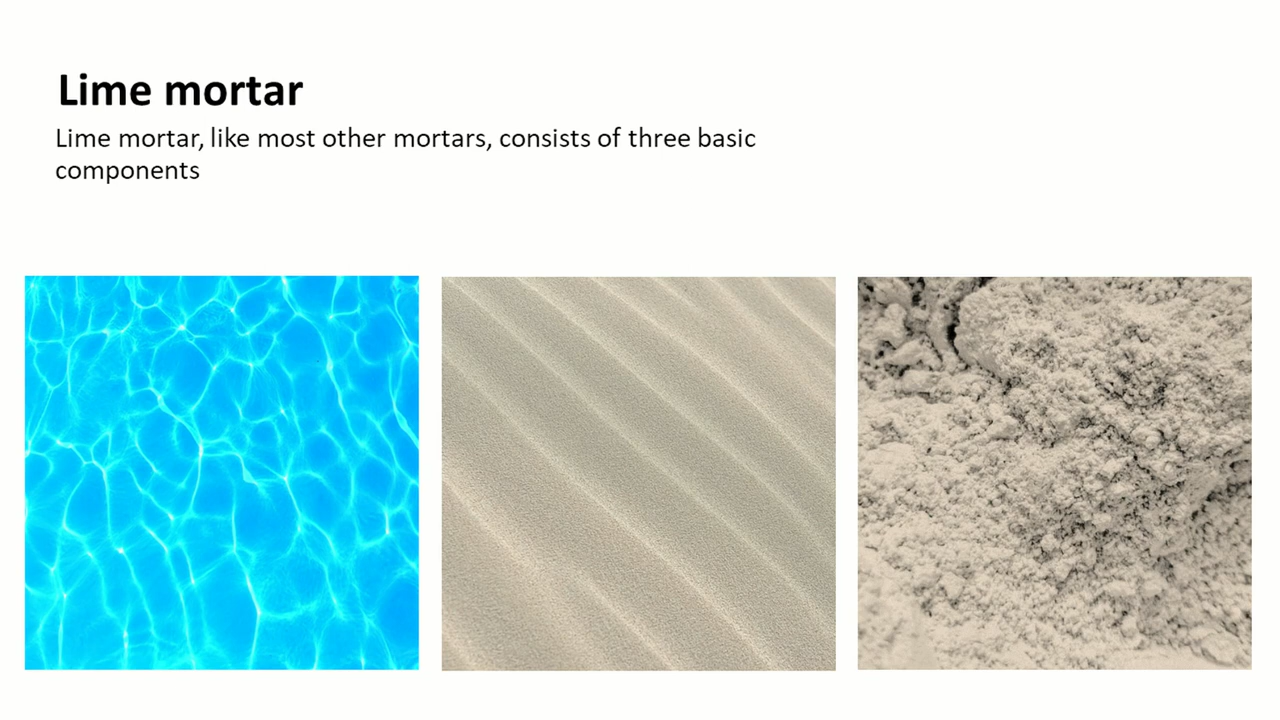 Lime mortar
Lime mortar, like most other mortars, consists of three basic
components